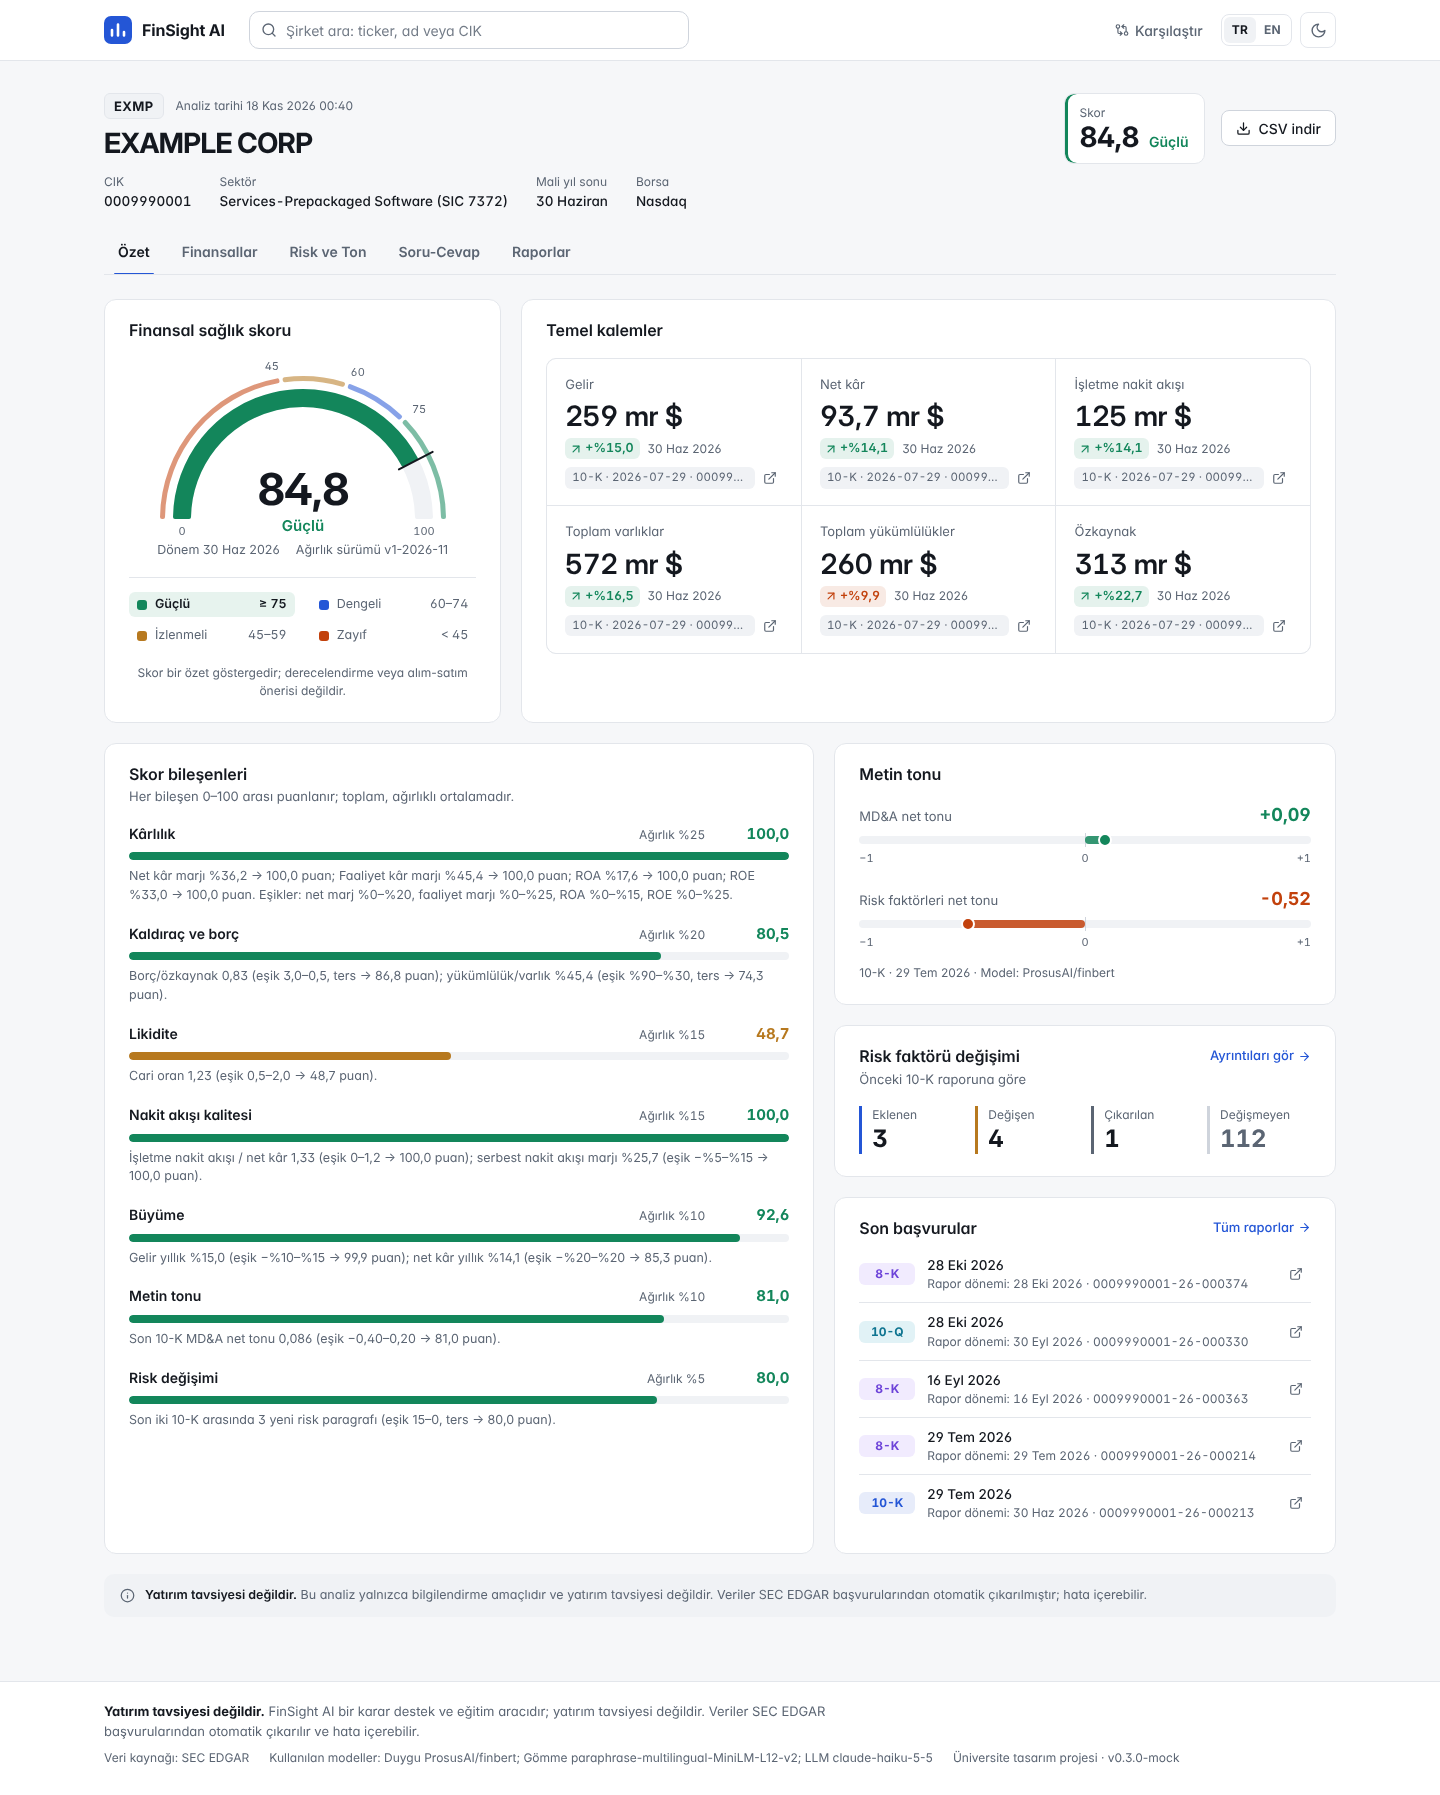 FinSight AI
Şirket ara: ticker, ad veya CIK
Karşılaştır
TR EN
EXMP Analiz tarihi 18 Kas 2026 00:40
EXAMPLE CORP
Skor
84,8 Güçlü
CSV indir
CIK
0009990001
Sektör
Services-Prepackaged Software (SIC 7372)
Mali yıl sonu
30 Haziran
Borsa
Nasdaq
Özet Finansallar Risk ve Ton Soru-Cevap Raporlar
Finansal sağlık skoru
45
60
75
84,8
Güçlü
0
100
Dönem 30 Haz 2026 Ağırlık sürümü v1-2026-11
Güçlü ≥ 75
Dengeli 60–74
İzlenmeli 45–59
Zayıf < 45
Skor bir özet göstergedir; derecelendirme veya alım-satım
önerisi değildir.
Temel kalemler
Gelir
259 mr $
+%15,0 30 Haz 2026
10-K · 2026-07-29 · 00099…
Net kâr
93,7 mr $
+%14,1 30 Haz 2026
10-K · 2026-07-29 · 00099…
İşletme nakit akışı
125 mr $
+%14,1 30 Haz 2026
10-K · 2026-07-29 · 00099…
Toplam varlıklar
572 mr $
+%16,5 30 Haz 2026
10-K · 2026-07-29 · 00099…
Toplam yükümlülükler
260 mr $
+%9,9 30 Haz 2026
10-K · 2026-07-29 · 00099…
Özkaynak
313 mr $
+%22,7 30 Haz 2026
10-K · 2026-07-29 · 00099…
Skor bileşenleri
Her bileşen 0–100 arası puanlanır; toplam, ağırlıklı ortalamadır.
Kârlılık Ağırlık %25 100,0
Net kâr marjı %36,2 → 100,0 puan; Faaliyet kâr marjı %45,4 → 100,0 puan; ROA %17,6 → 100,0 puan; ROE
%33,0 → 100,0 puan. Eşikler: net marj %0–%20, faaliyet marjı %0–%25, ROA %0–%15, ROE %0–%25.
Kaldıraç ve borç Ağırlık %20 80,5
Borç/özkaynak 0,83 (eşik 3,0–0,5, ters → 86,8 puan); yükümlülük/varlık %45,4 (eşik %90–%30, ters → 74,3
puan).
Likidite Ağırlık %15 48,7
Cari oran 1,23 (eşik 0,5–2,0 → 48,7 puan).
Nakit akışı kalitesi Ağırlık %15 100,0
İşletme nakit akışı / net kâr 1,33 (eşik 0–1,2 → 100,0 puan); serbest nakit akışı marjı %25,7 (eşik −%5–%15 →
100,0 puan).
Büyüme Ağırlık %10 92,6
Gelir yıllık %15,0 (eşik −%10–%15 → 99,9 puan); net kâr yıllık %14,1 (eşik −%20–%20 → 85,3 puan).
Metin tonu Ağırlık %10 81,0
Son 10-K MD&A net tonu 0,086 (eşik −0,40–0,20 → 81,0 puan).
Risk değişimi Ağırlık %5 80,0
Son iki 10-K arasında 3 yeni risk paragrafı (eşik 15–0, ters → 80,0 puan).
Metin tonu
MD&A net tonu +0,09
−1 0 +1
Risk faktörleri net tonu -0,52
−1 0 +1
10-K · 29 Tem 2026 · Model: ProsusAI/finbert
Risk faktörü değişimi Ayrıntıları gör →
Önceki 10-K raporuna göre
Eklenen
3
Değişen
4
Çıkarılan
1
Değişmeyen
112
Son başvurular Tüm raporlar →
8-K 28 Eki 2026
Rapor dönemi: 28 Eki 2026 · 0009990001-26-000374
10-Q 28 Eki 2026
Rapor dönemi: 30 Eyl 2026 · 0009990001-26-000330
8-K 16 Eyl 2026
Rapor dönemi: 16 Eyl 2026 · 0009990001-26-000363
8-K 29 Tem 2026
Rapor dönemi: 29 Tem 2026 · 0009990001-26-000214
10-K 29 Tem 2026
Rapor dönemi: 30 Haz 2026 · 0009990001-26-000213
Yatırım tavsiyesi değildir. Bu analiz yalnızca bilgilendirme amaçlıdır ve yatırım tavsiyesi değildir. Veriler SEC EDGAR başvurularından otomatik çıkarılmıştır; hata içerebilir.
Yatırım tavsiyesi değildir. FinSight AI bir karar destek ve eğitim aracıdır; yatırım tavsiyesi değildir. Veriler SEC EDGAR
başvurularından otomatik çıkarılır ve hata içerebilir.
Veri kaynağı: SEC EDGAR Kullanılan modeller: Duygu ProsusAI/finbert; Gömme paraphrase-multilingual-MiniLM-L12-v2; LLM claude-haiku-5-5 Üniversite tasarım projesi · v0.3.0-mock